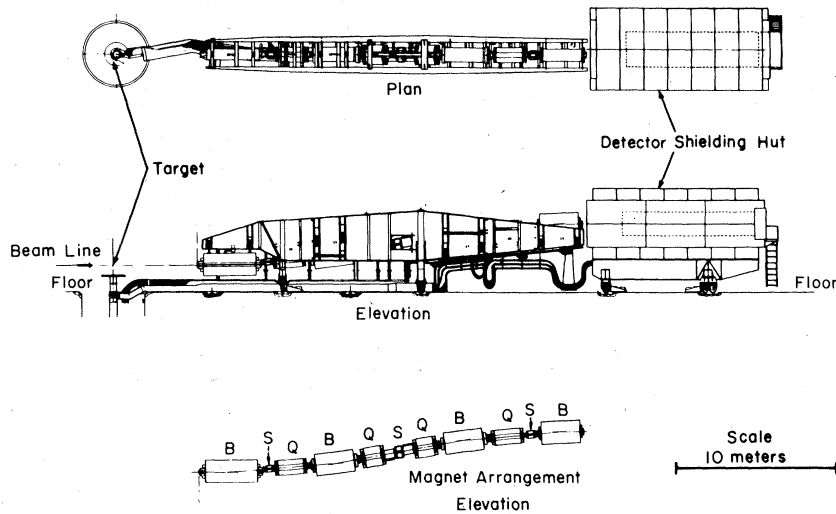 Plan
Detector Shielding Hut
Target
Beam Line
Floor
Floor
Elevation
B S Q B Q S Q B Q S B
Magnet Arrangement
Elevation
Scale
10 meters